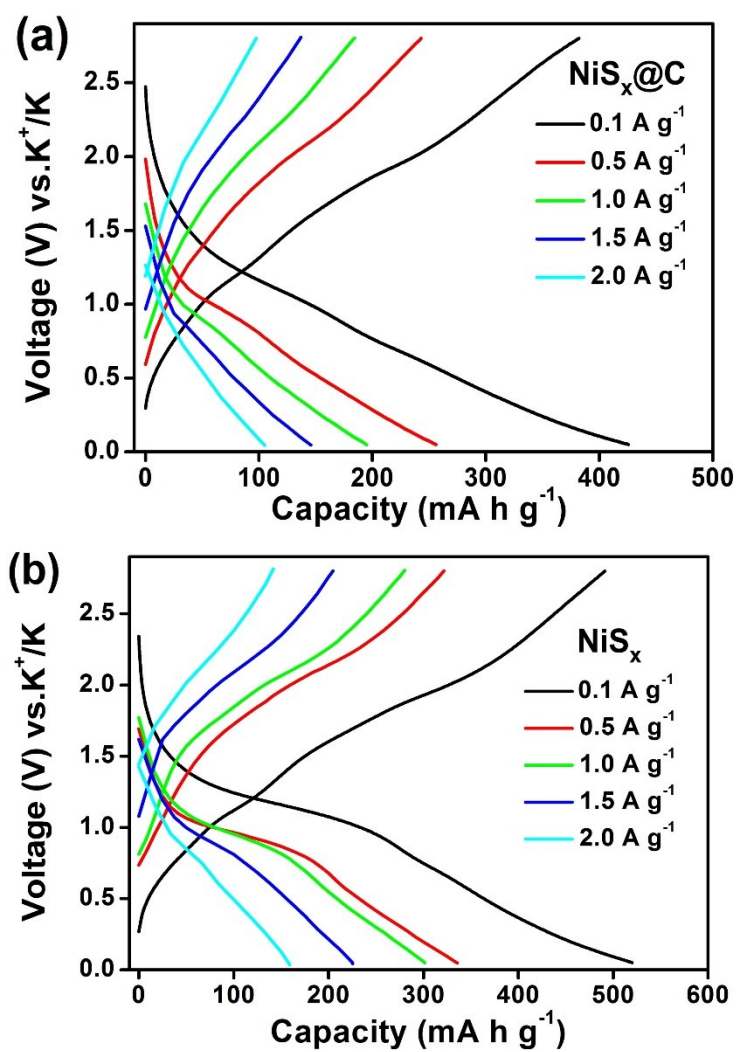 (a)
NiSₓ@C
0.1 A g⁻¹
0.5 A g⁻¹
1.0 A g⁻¹
1.5 A g⁻¹
2.0 A g⁻¹
Voltage (V) vs.K⁺/K
2.5
2.0
1.5
1.0
0.5
0.0
0 100 200 300 400 500
Capacity (mA h g⁻¹)
(b)
NiSₓ
0.1 A g⁻¹
0.5 A g⁻¹
1.0 A g⁻¹
1.5 A g⁻¹
2.0 A g⁻¹
Voltage (V) vs.K⁺/K
2.5
2.0
1.5
1.0
0.5
0.0
0 100 200 300 400 500 600
Capacity (mA h g⁻¹)